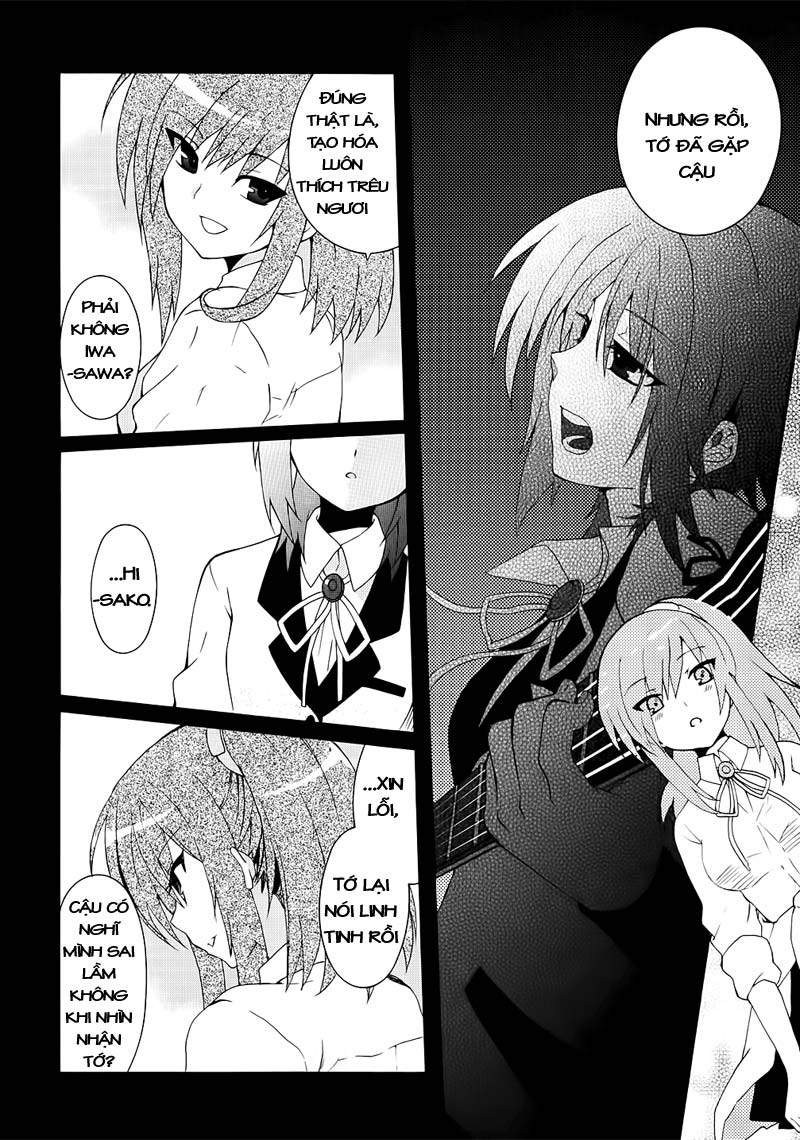 NHƯNG RỒI,
TỚ ĐÃ GẶP
CẬU
ĐÚNG
THẬT LÀ,
TẠO HÓA
LUÔN
THÍCH TRÊU
NGƯƠI
PHẢI
KHÔNG
IWA
-SAWA?
...HI
-SAKO.
...XIN
LỖI,
TỚ LẠI
NÓI LINH
TINH RỒI
CẬU CÓ
NGHĨ
MÌNH SAI
LẦM
KHÔNG
KHI NHÌN
NHẬN
TỚ?